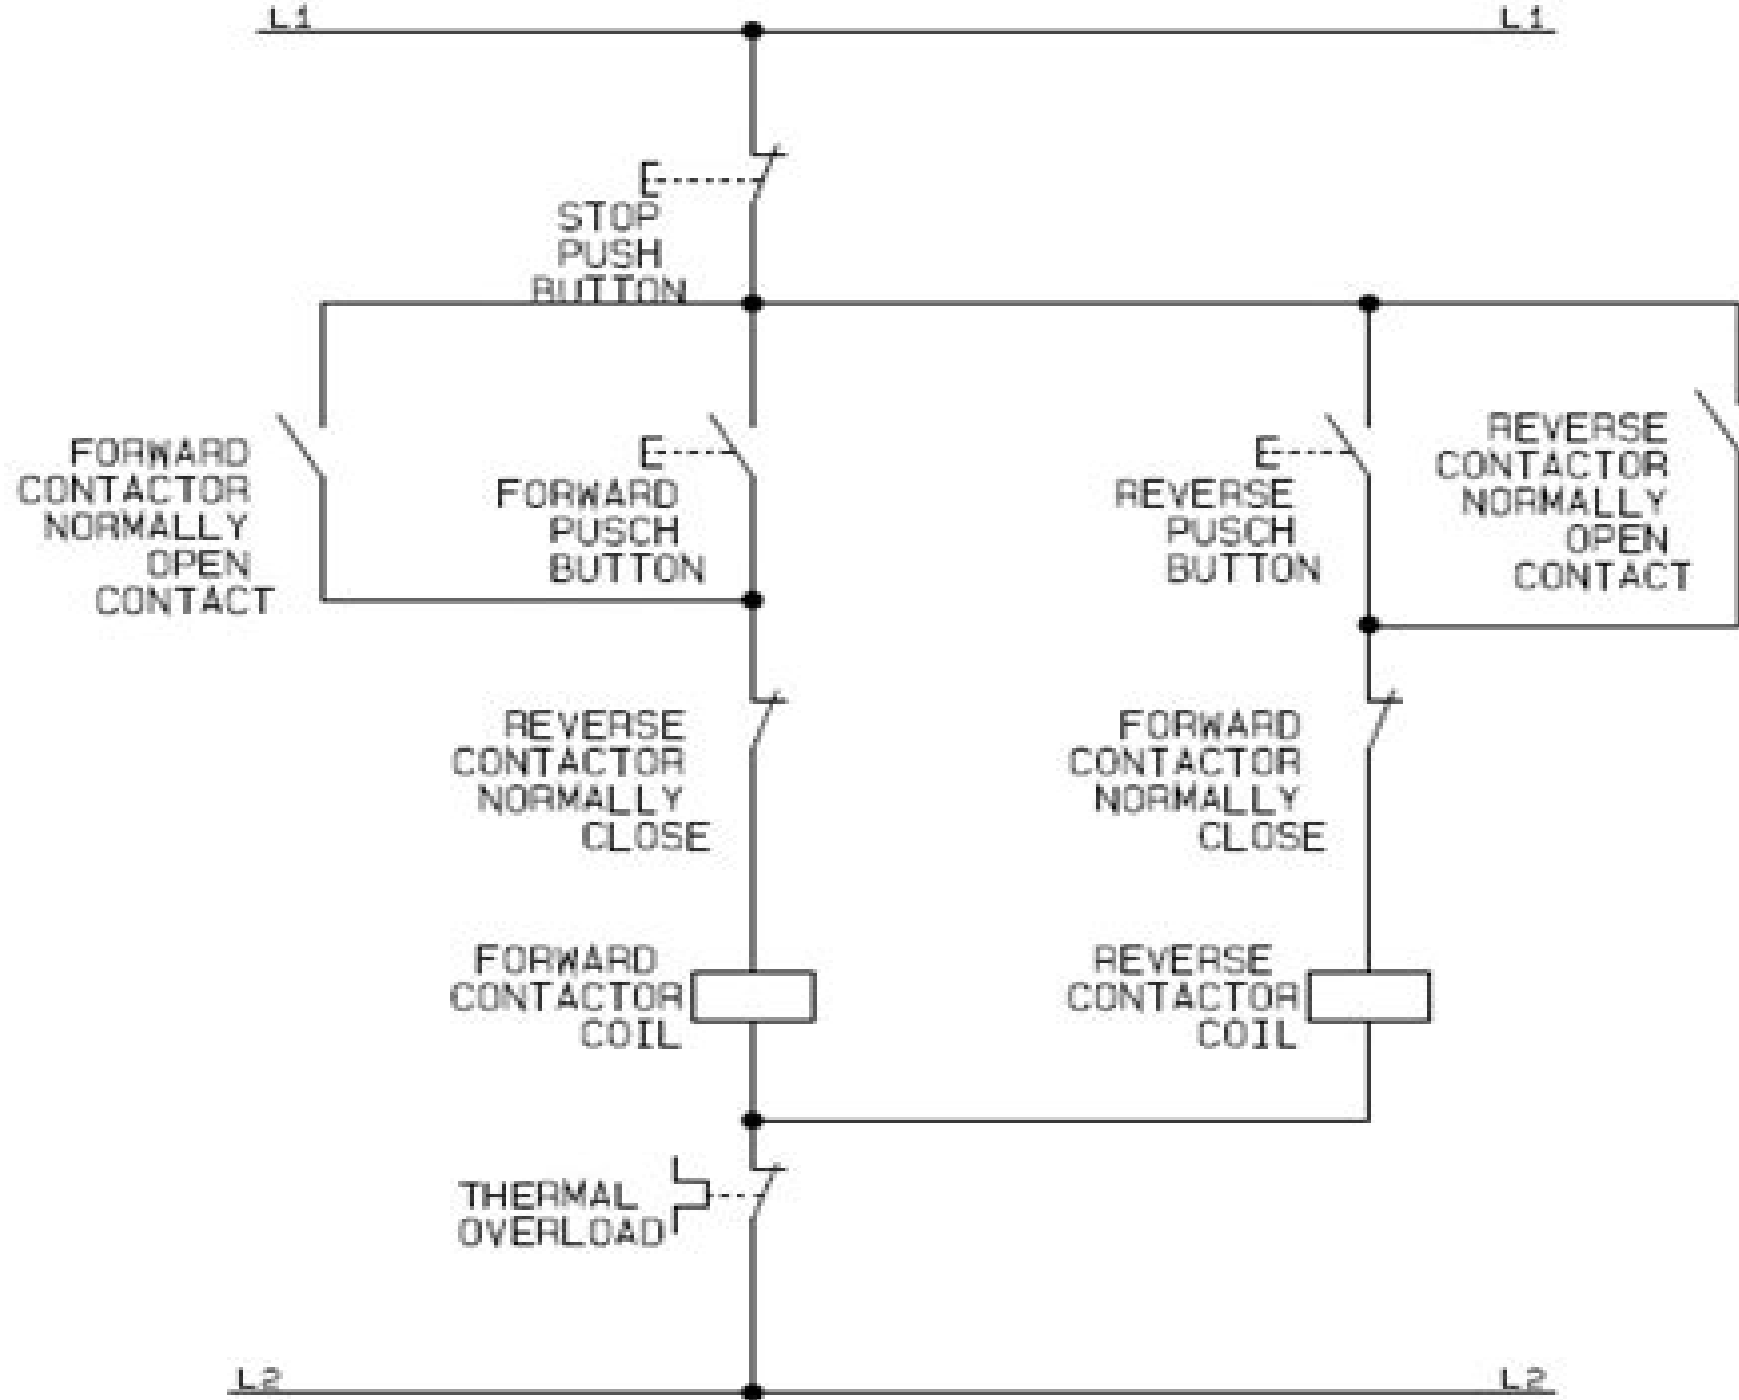 L1
L1
STOP
PUSH
BUTTON
FORWARD
CONTACTOR
NORMALLY
OPEN
CONTACT
FORWARD
PUSCH
BUTTON
REVERSE
PUSCH
BUTTON
REVERSE
CONTACTOR
NORMALLY
OPEN
CONTACT
REVERSE
CONTACTOR
NORMALLY
CLOSE
FORWARD
CONTACTOR
NORMALLY
CLOSE
FORWARD
CONTACTOR
COIL
REVERSE
CONTACTOR
COIL
THERMAL
OVERLOAD
L2
L2